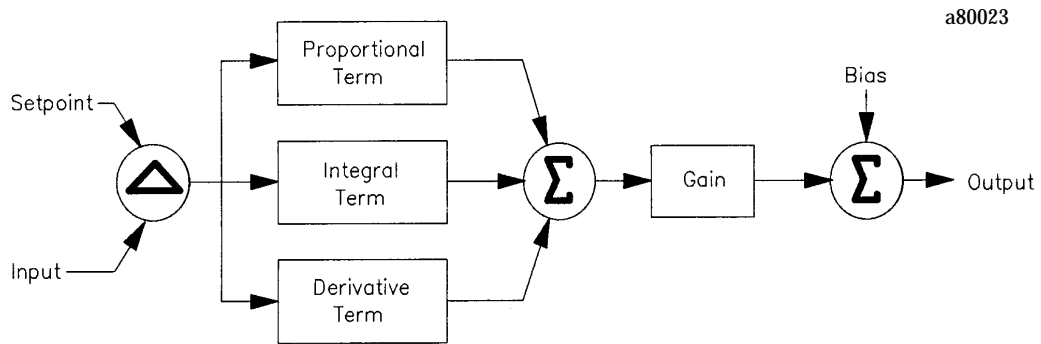 a80023
Proportional
Term
Bias
Setpoint
Δ
Integral
Term
Σ
Gain
Σ
Output
Input
Derivative
Term